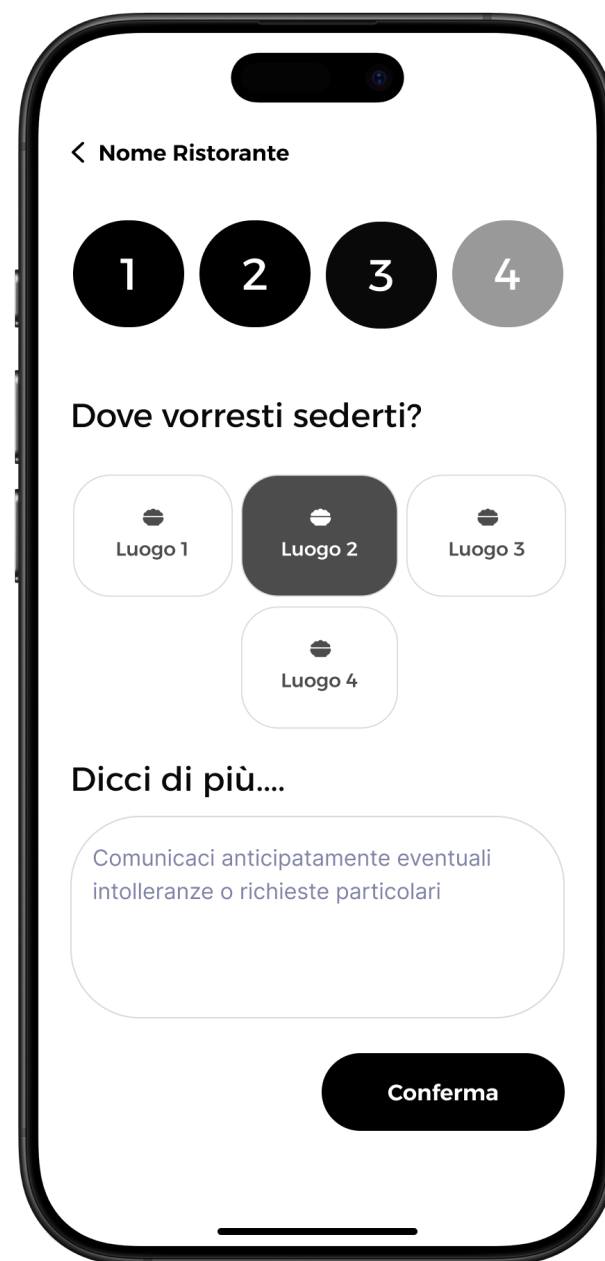 Nome Ristorante
1 2 3 4
Dove vorresti sederti?
Luogo 1 Luogo 2 Luogo 3
Luogo 4
Dicci di più....
Comunicaci anticipatamente eventuali
intolleranze o richieste particolari
Conferma